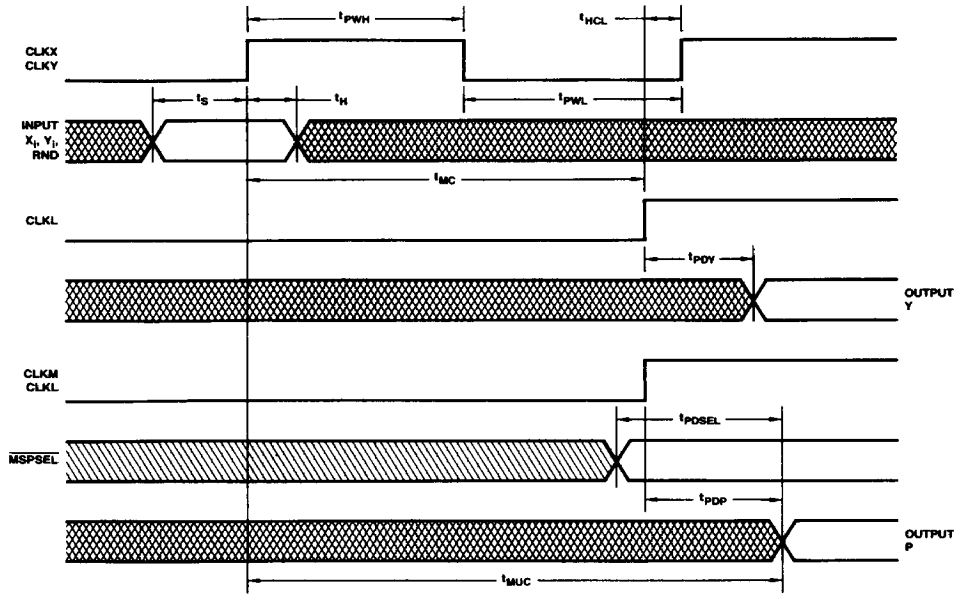 tPWH
tHCL
CLKX
CLKY
tS
tH
tPWL
INPUT
Xi, Yi,
RND
tMC
CLKL
tPDY
OUTPUT
Y
CLKM
CLKL
tPDSEL
MSPSEL
tPDP
OUTPUT
P
tMUC